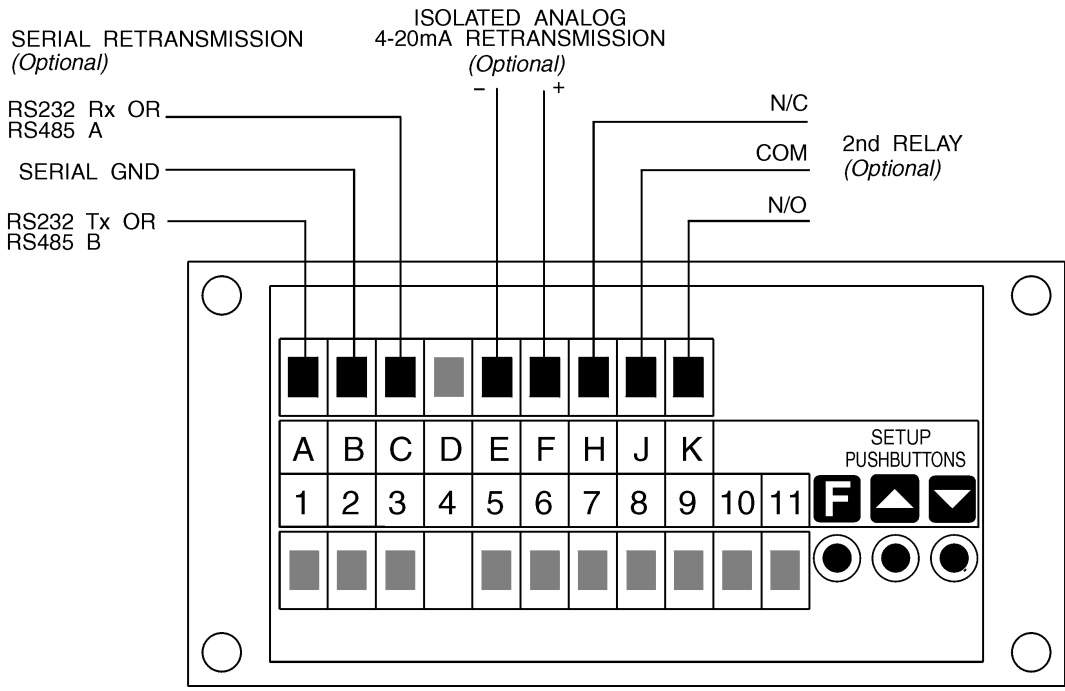 SERIAL RETRANSMISSION
(Optional)
ISOLATED ANALOG
4-20mA RETRANSMISSION
(Optional)
– +
RS232 Rx OR
RS485 A
SERIAL GND
RS232 Tx OR
RS485 B
N/C
COM
N/O
2nd RELAY
(Optional)
A B C D E F H J K
SETUP
PUSHBUTTONS
1 2 3 4 5 6 7 8 9 10 11 F